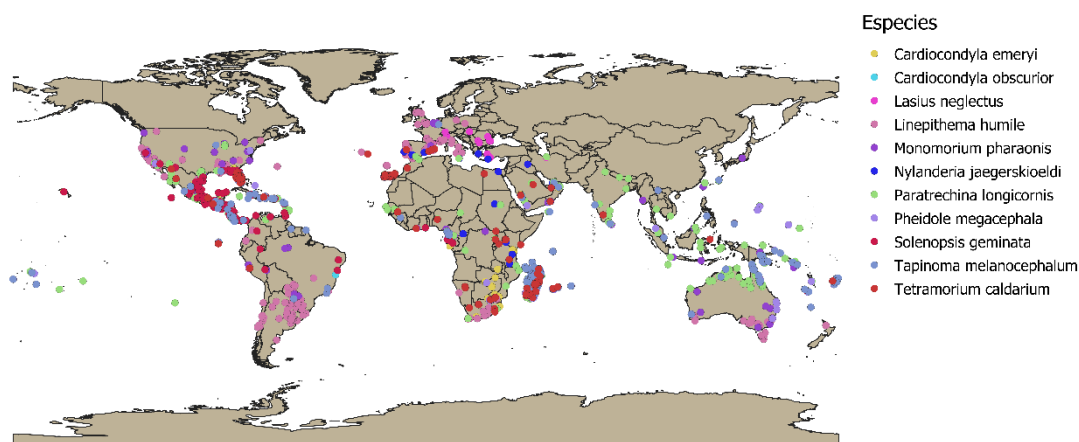 Especies
Cardiocondyla emeryi
Cardiocondyla obscurior
Lasius neglectus
Linepithema humile
Monomorium pharaonis
Nylanderia jaegerskioeldi
Paratrechina longicornis
Pheidole megacephala
Solenopsis geminata
Tapinoma melanocephalum
Tetramorium caldarium